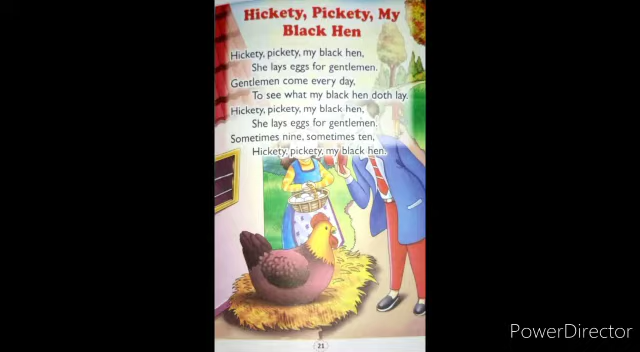 Hickety, Pickety, My
Black Hen
Hickety, pickety, my black hen,
She lays eggs for gentlemen.
Gentlemen come every day,
To see what my black hen doth lay.
Hickety, pickety, my black hen,
She lays eggs for gentlemen.
Sometimes nine, sometimes ten,
Hickety, pickety, my black hen.
21
PowerDirector